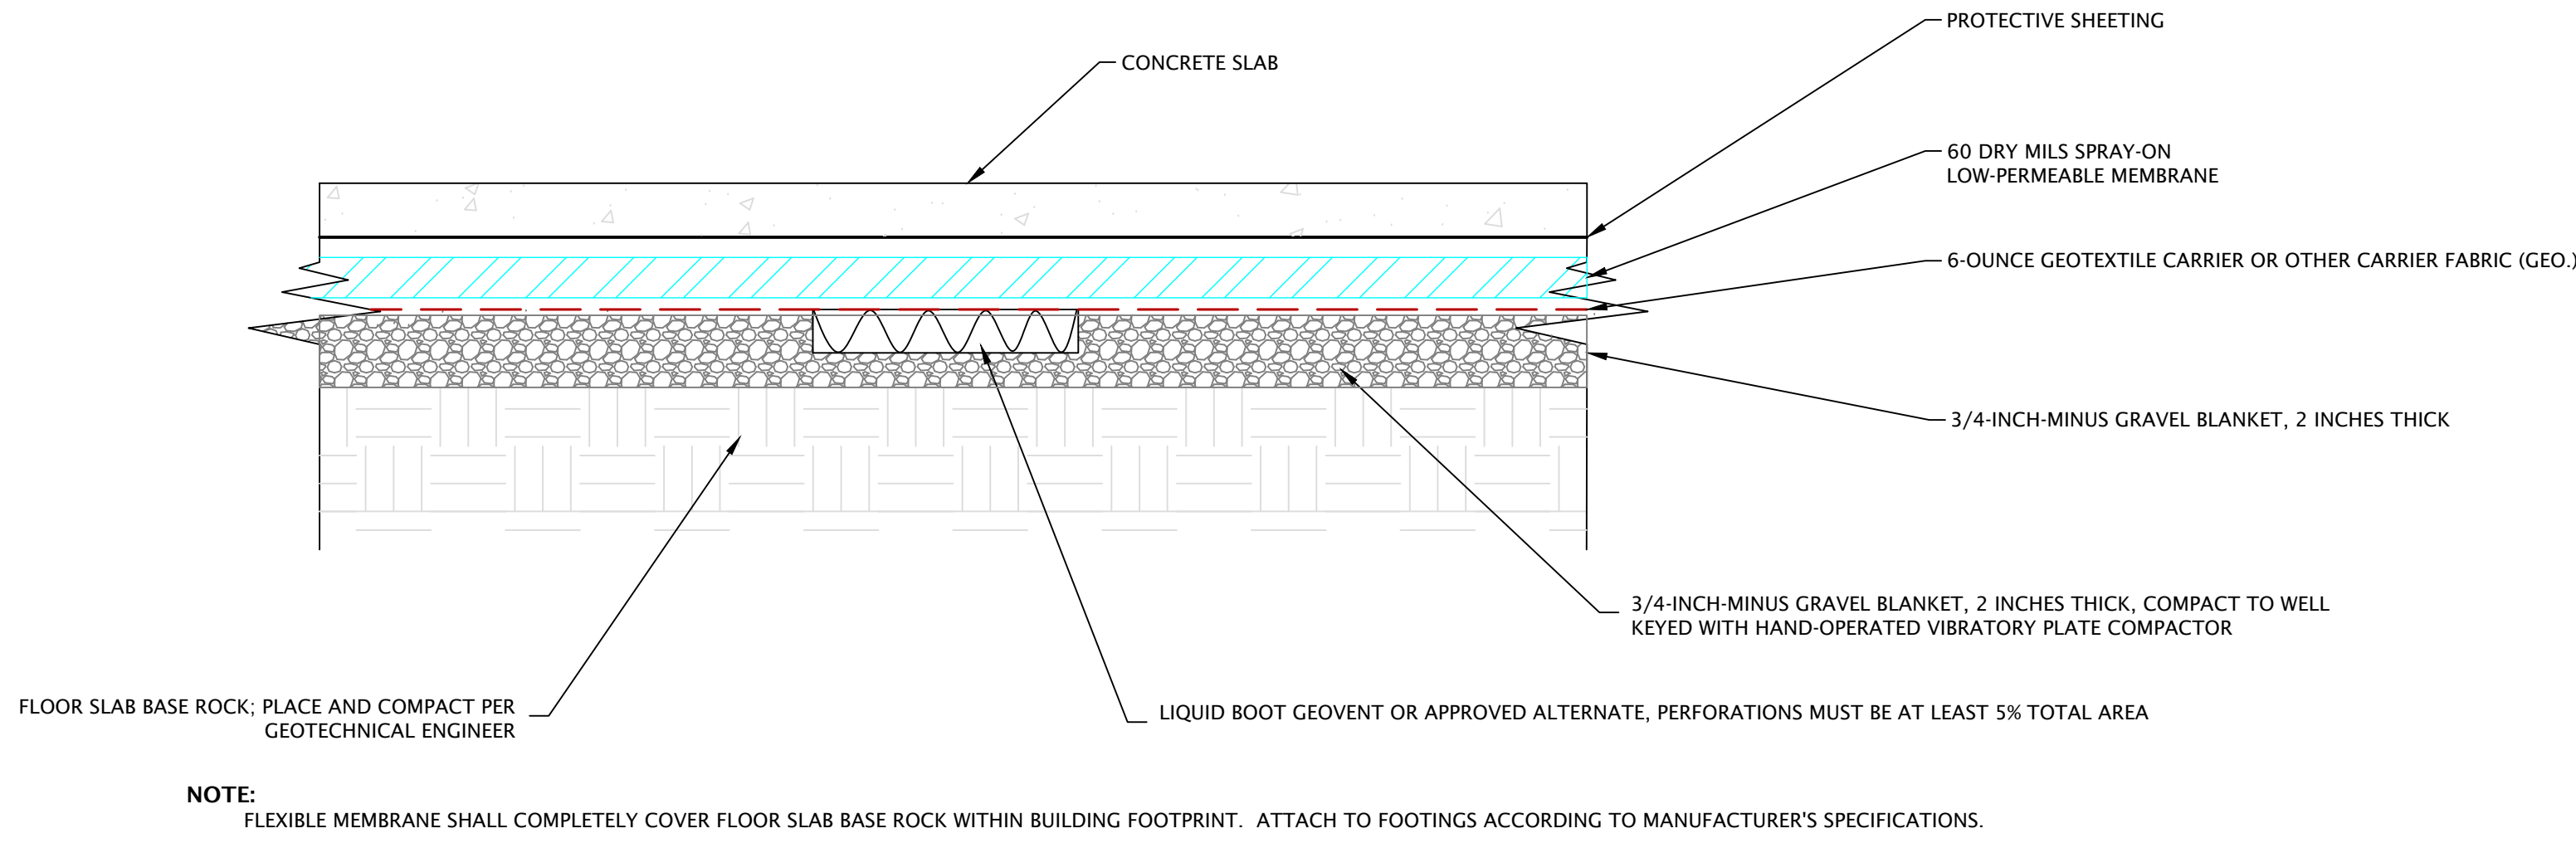 PROTECTIVE SHEETING
CONCRETE SLAB
60 DRY MILS SPRAY-ON
LOW-PERMEABLE MEMBRANE
6-OUNCE GEOTEXTILE CARRIER OR OTHER CARRIER FABRIC (GEO.)
3/4-INCH-MINUS GRAVEL BLANKET, 2 INCHES THICK
3/4-INCH-MINUS GRAVEL BLANKET, 2 INCHES THICK, COMPACT TO WELL
KEYED WITH HAND-OPERATED VIBRATORY PLATE COMPACTOR
FLOOR SLAB BASE ROCK; PLACE AND COMPACT PER
GEOTECHNICAL ENGINEER
LIQUID BOOT GEOVENT OR APPROVED ALTERNATE, PERFORATIONS MUST BE AT LEAST 5% TOTAL AREA
NOTE:
FLEXIBLE MEMBRANE SHALL COMPLETELY COVER FLOOR SLAB BASE ROCK WITHIN BUILDING FOOTPRINT.  ATTACH TO FOOTINGS ACCORDING TO MANUFACTURER'S SPECIFICATIONS.